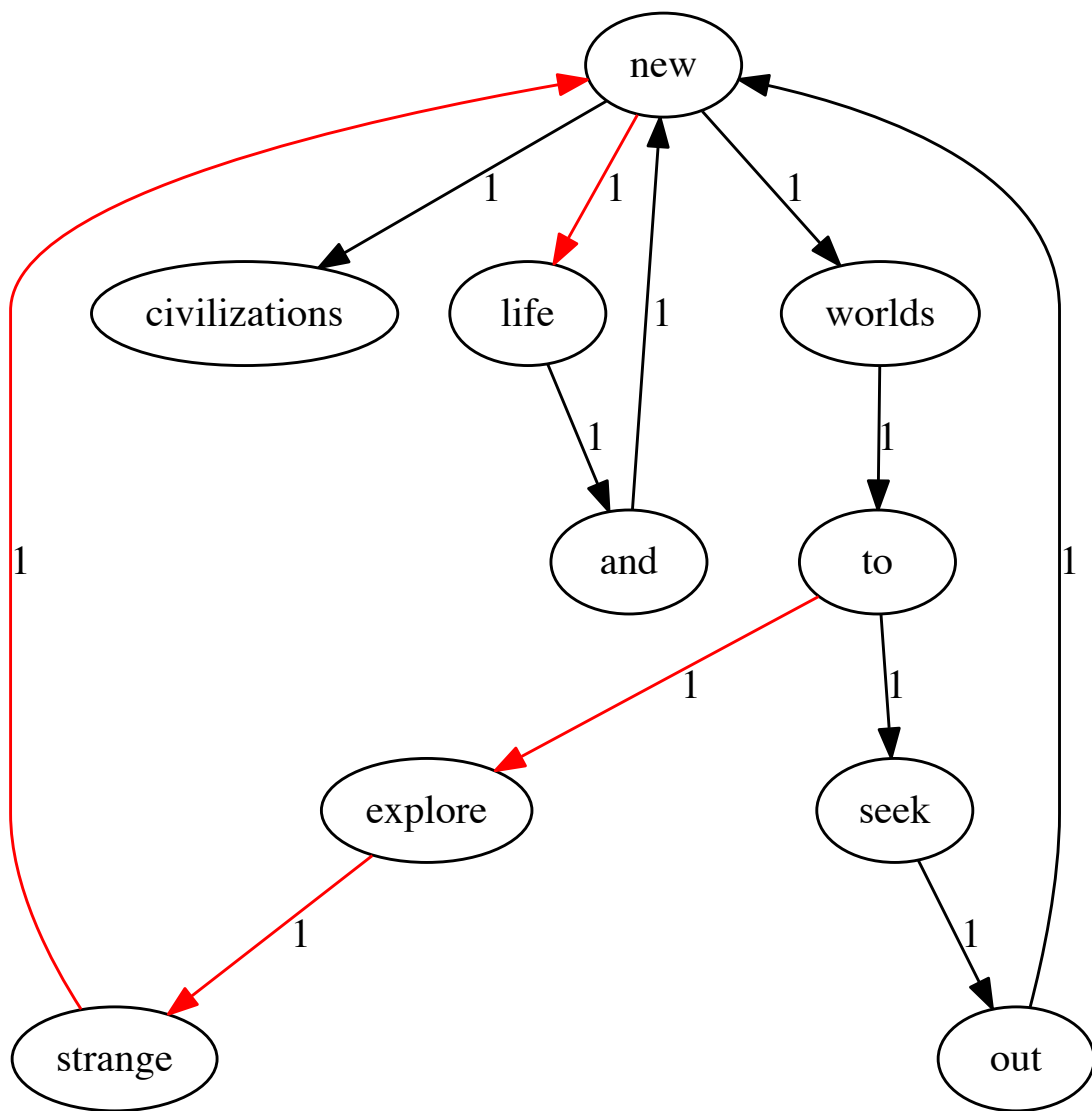 new
1 1 1
civilizations life worlds
1
1 1
and to
1 1
1 1
explore seek
1 1
strange out